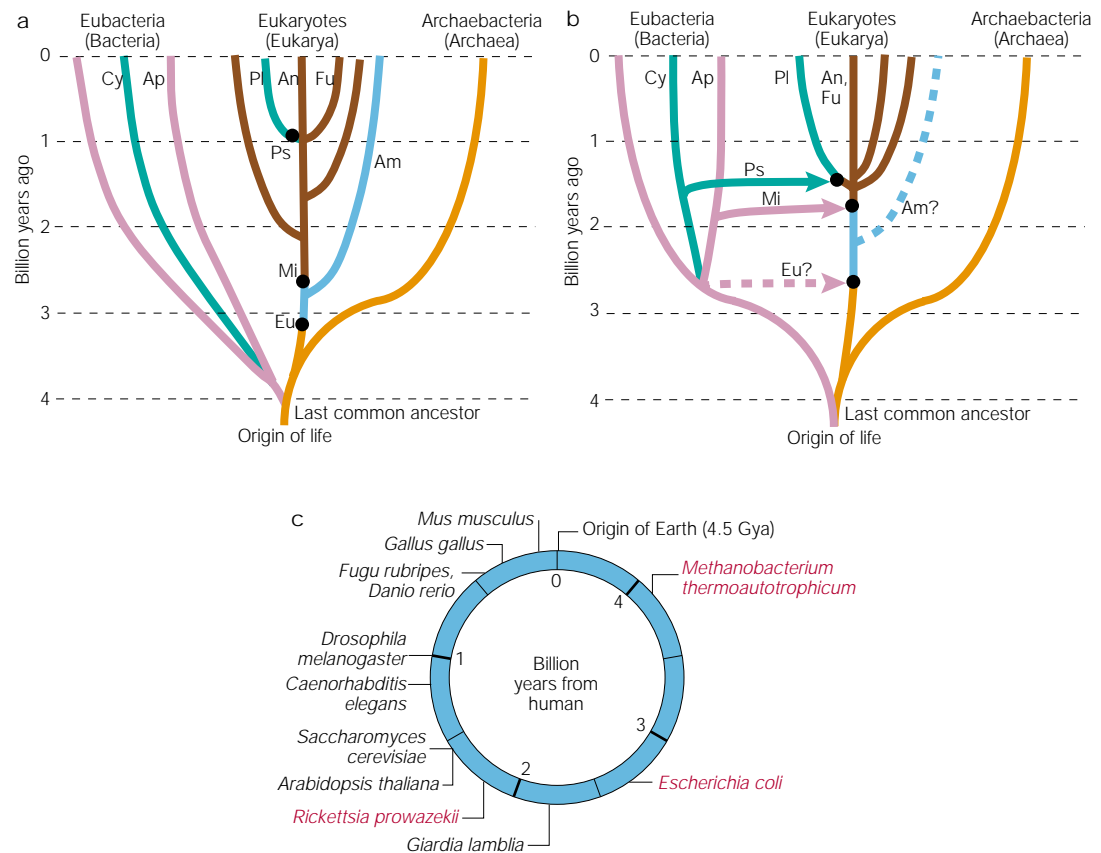 a
Eubacteria
(Bacteria)
Eukaryotes
(Eukarya)
Archaebacteria
(Archaea)
0
1
2
3
4
Billion years ago
Cy
Ap
Pl
An
Fu
Ps
Am
Mi
Eu
Last common ancestor
Origin of life
b
Eubacteria
(Bacteria)
Eukaryotes
(Eukarya)
Archaebacteria
(Archaea)
0
1
2
3
4
Billion years ago
Cy
Ap
Pl
An,
Fu
Ps
Mi
Am?
Eu?
Last common ancestor
Origin of life
c
Mus musculus
Gallus gallus
Fugu rubripes,
Danio rerio
Drosophila
melanogaster
Caenorhabditis
elegans
Saccharomyces
cerevisiae
Arabidopsis thaliana
Rickettsia prowazekii
Giardia lamblia
Origin of Earth (4.5 Gya)
Methanobacterium
thermoautotrophicum
Escherichia coli
0
1
2
3
4
Billion
years from
human